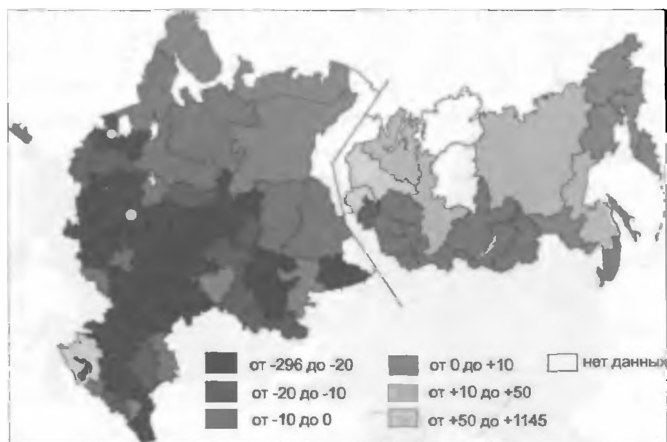 от -296 до -20
от -20 до -10
от -10 до 0
от 0 до +10
от +10 до +50
от +50 до +1145
нет данных